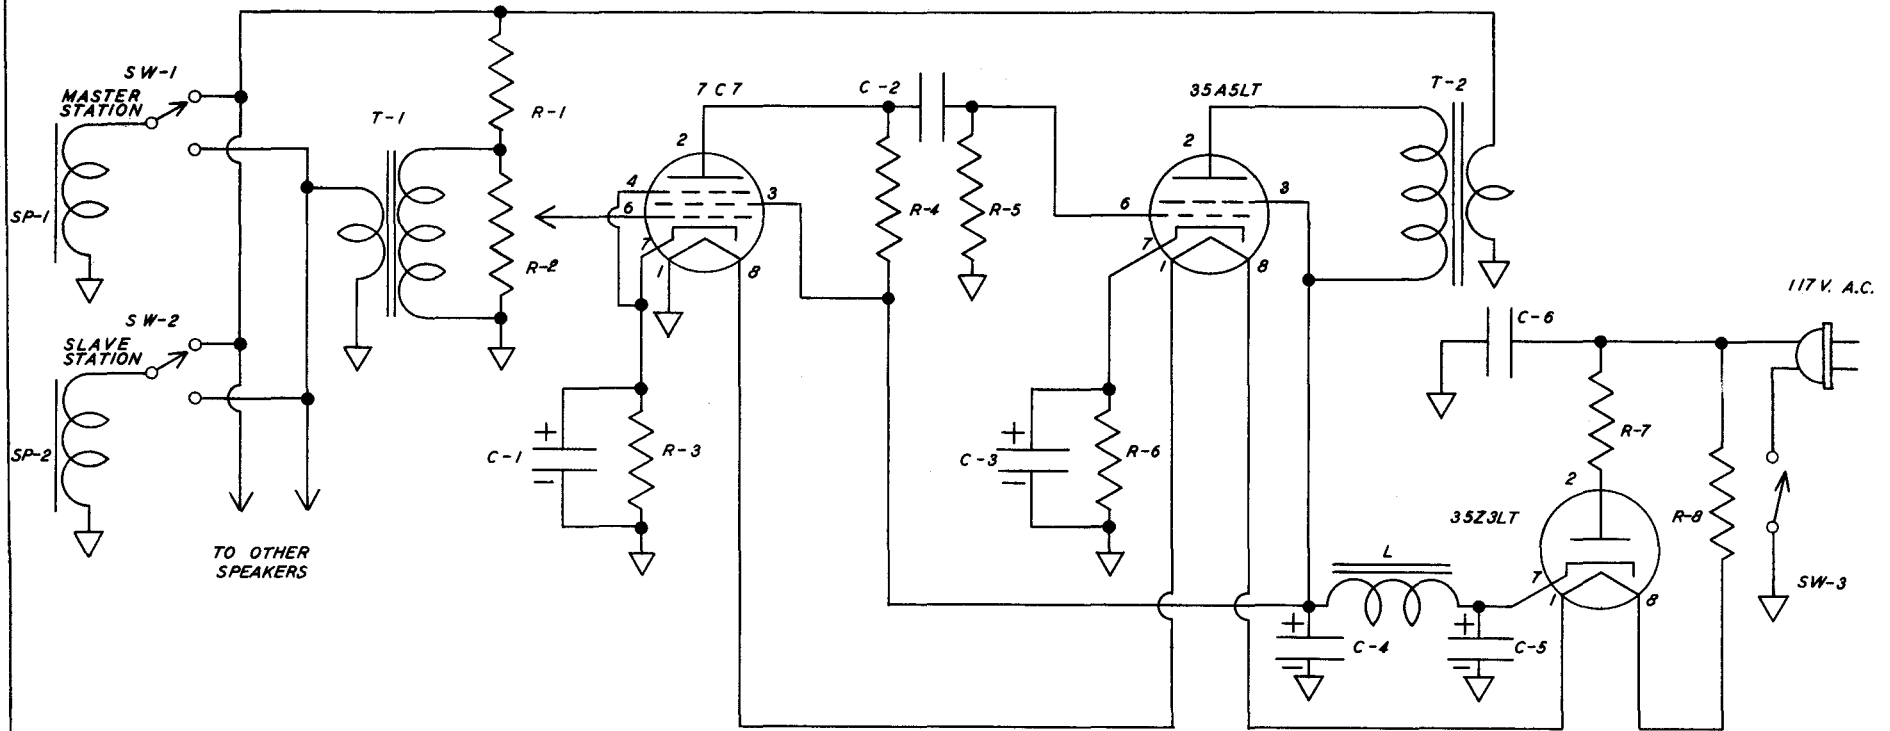 SW-1
MASTER
STATION
SP-1
SW-2
SLAVE
STATION
SP-2
TO OTHER
SPEAKERS
T-1
R-1
R-2
7C7
2
4
3
6
7
1
8
C-1
+
-
R-3
C-2
R-4
R-5
35A5LT
2
3
6
7
1
8
C-3
+
-
R-6
T-2
117 V. A.C.
C-6
R-7
2
35Z3LT
7
1
8
R-8
SW-3
L
+
-
C-4
+
-
C-5